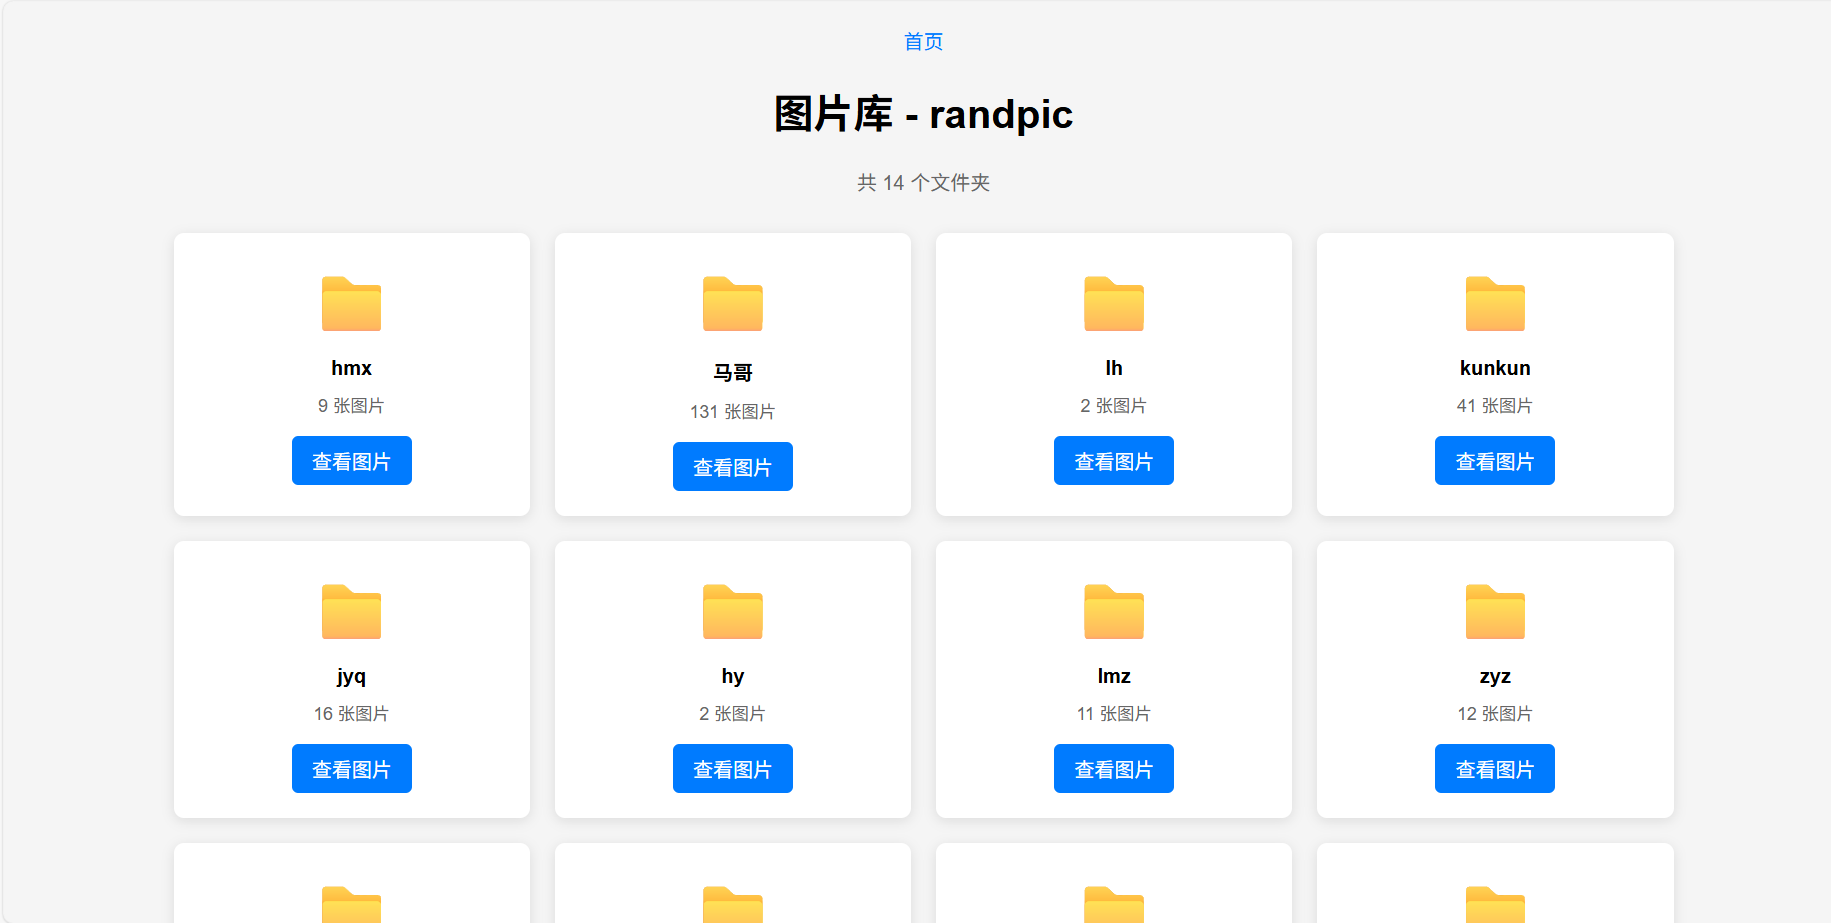 首页
图片库 - randpic
共 14 个文件夹
hmx
9 张图片
查看图片
马哥
131 张图片
查看图片
lh
2 张图片
查看图片
kunkun
41 张图片
查看图片
jyq
16 张图片
查看图片
hy
2 张图片
查看图片
lmz
11 张图片
查看图片
zyz
12 张图片
查看图片